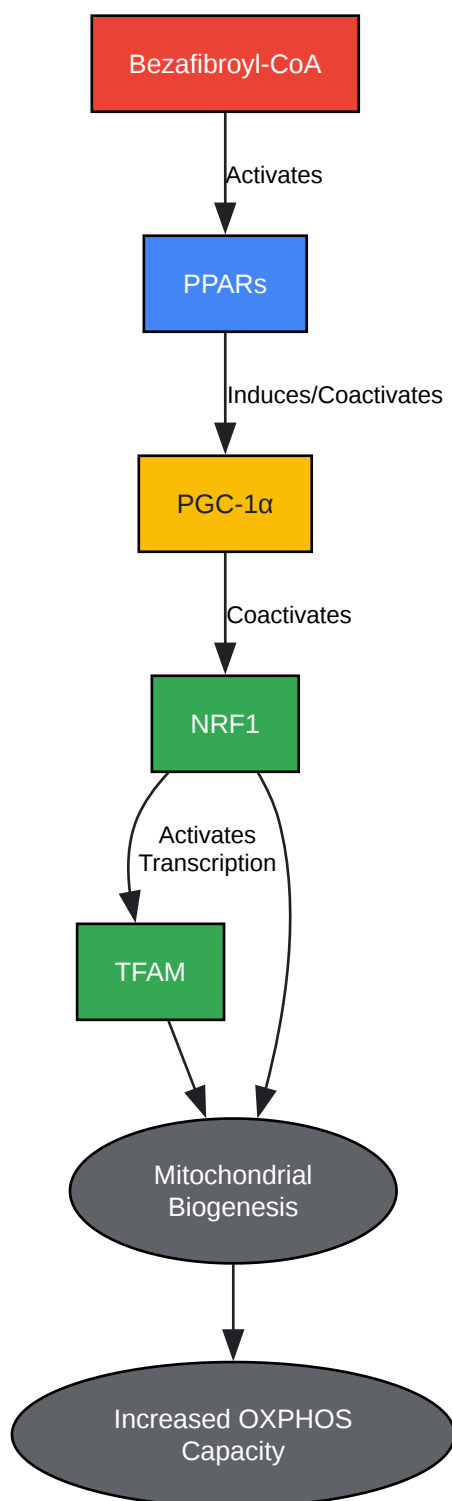 Bezafibroyl-CoA
Activates
PPARs
Induces/Coactivates
PGC-1α
Coactivates
NRF1
Activates
Transcription
TFAM
Mitochondrial
Biogenesis
Increased OXPHOS
Capacity